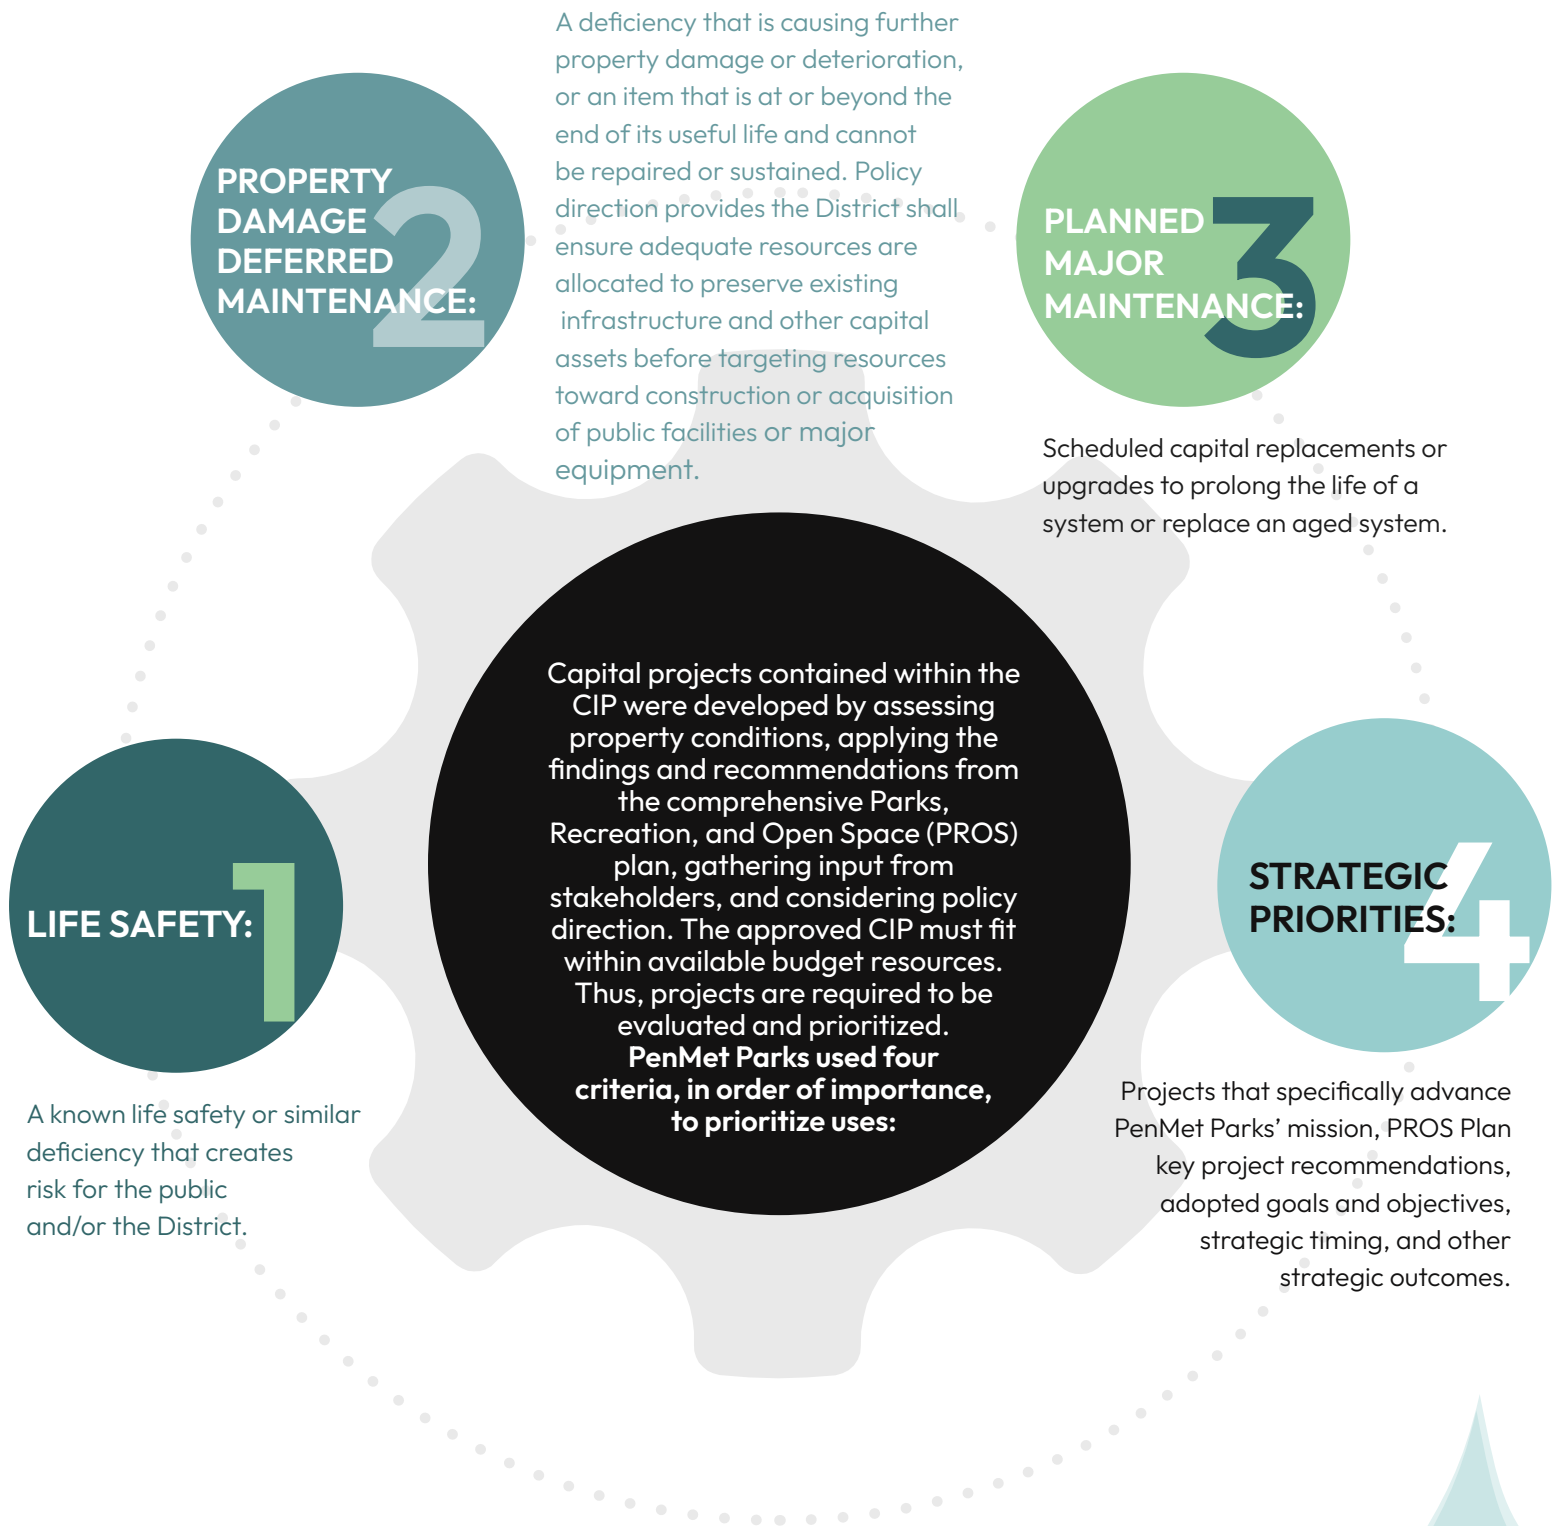 Capital projects contained within the
CIP were developed by assessing
property conditions, applying the
findings and recommendations from
the comprehensive Parks,
Recreation, and Open Space (PROS)
plan, gathering input from
stakeholders, and considering policy
direction. The approved CIP must fit
within available budget resources.
Thus, projects are required to be
evaluated and prioritized.
PenMet Parks used four
criteria, in order of importance,
to prioritize uses:
1
LIFE SAFETY:
A known life safety or similar
deficiency that creates
risk for the public
and/or the District.
2
PROPERTY
DAMAGE
DEFERRED
MAINTENANCE:
A deficiency that is causing further
property damage or deterioration,
or an item that is at or beyond the
end of its useful life and cannot
be repaired or sustained. Policy
direction provides the District shall
ensure adequate resources are
allocated to preserve existing
infrastructure and other capital
assets before targeting resources
toward construction or acquisition
of public facilities or major
equipment.
3
PLANNED
MAJOR
MAINTENANCE:
Scheduled capital replacements or
upgrades to prolong the life of a
system or replace an aged system.
4
STRATEGIC
PRIORITIES:
Projects that specifically advance
PenMet Parks’ mission, PROS Plan
key project recommendations,
adopted goals and objectives,
strategic timing, and other
strategic outcomes.